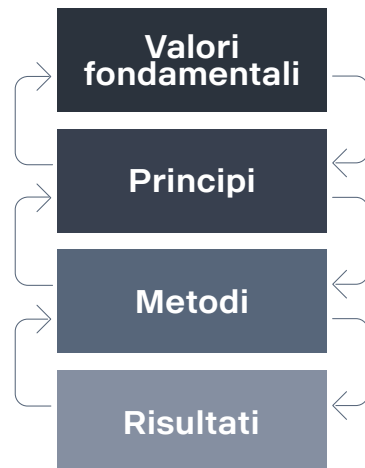 Valori
fondamentali
Principi
Metodi
Risultati